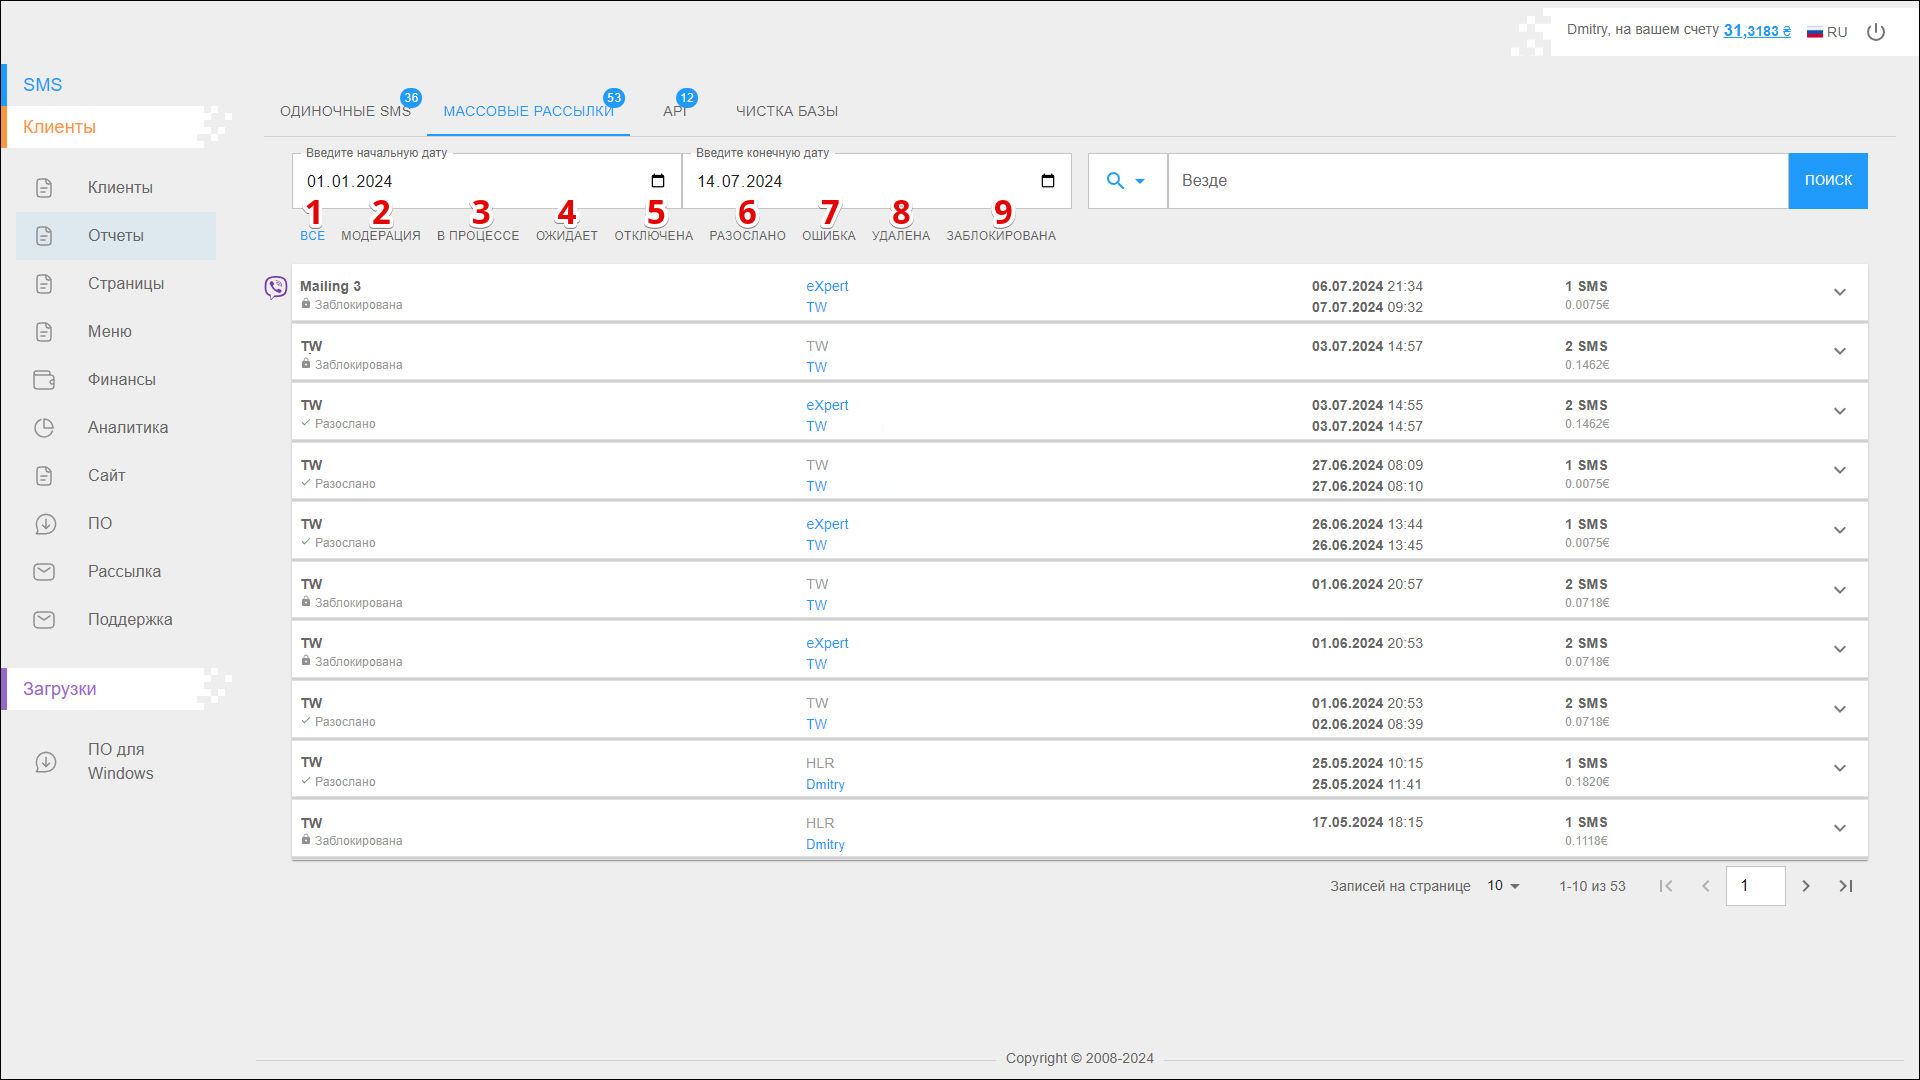 Dmitry, на вашем счету 31,3183 ₴ RU
SMS
Клиенты
Клиенты
Отчеты
Страницы
Меню
Финансы
Аналитика
Сайт
ПО
Рассылка
Поддержка
Загрузки
ПО для
Windows
ОДИНОЧНЫЕ SMS 36 МАССОВЫЕ РАССЫЛКИ 53 API 12 ЧИСТКА БАЗЫ
Введите начальную дату Введите конечную дату
01.01.2024 14.07.2024 Везде ПОИСК
1 2 3 4 5 6 7 8 9
ВСЕ МОДЕРАЦИЯ В ПРОЦЕССЕ ОЖИДАЕТ ОТКЛЮЧЕНА РАЗОСЛАНО ОШИБКА УДАЛЕНА ЗАБЛОКИРОВАНА
Mailing 3 eXpert 06.07.2024 21:34 1 SMS
Заблокирована TW 07.07.2024 09:32 0.0075€
TW TW 03.07.2024 14:57 2 SMS
Заблокирована TW 0.1462€
TW eXpert 03.07.2024 14:55 2 SMS
Разослано TW 03.07.2024 14:57 0.1462€
TW TW 27.06.2024 08:09 1 SMS
Разослано TW 27.06.2024 08:10 0.0075€
TW eXpert 26.06.2024 13:44 1 SMS
Разослано TW 26.06.2024 13:45 0.0075€
TW TW 01.06.2024 20:57 2 SMS
Заблокирована TW 0.0718€
TW eXpert 01.06.2024 20:53 2 SMS
Заблокирована TW 0.0718€
TW TW 01.06.2024 20:53 2 SMS
Разослано TW 02.06.2024 08:39 0.0718€
TW HLR 25.05.2024 10:15 1 SMS
Разослано Dmitry 25.05.2024 11:41 0.1820€
TW HLR 17.05.2024 18:15 1 SMS
Заблокирована Dmitry 0.1118€
Записей на странице 10 1-10 из 53 1
Copyright © 2008-2024